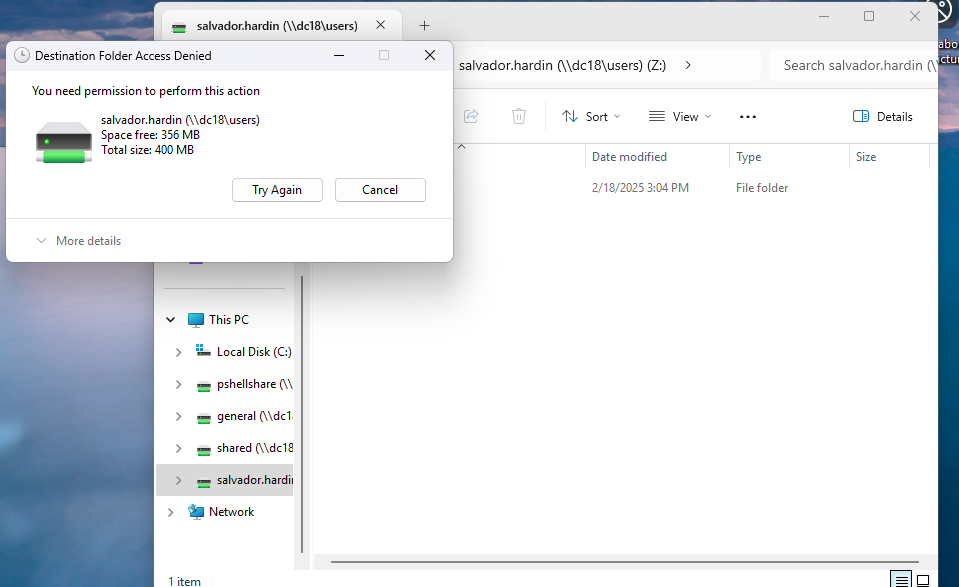 salvador.hardin (\\dc18\users)
Destination Folder Access Denied
You need permission to perform this action
salvador.hardin (\\dc18\users)
Space free: 356 MB
Total size: 400 MB
Try Again
Cancel
More details
salvador.hardin (\\dc18\users) (Z:)
Search salvador.hardin (\\
Sort
View
Details
Date modified
Type
Size
2/18/2025 3:04 PM
File folder
This PC
Local Disk (C:)
pshellshare (\\
general (\\dc1
shared (\\dc18
salvador.hardin
Network
1 item
abo
ctur